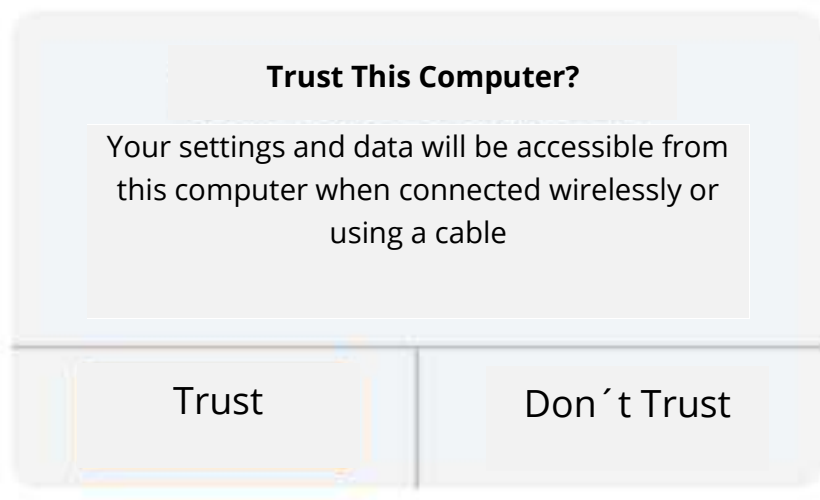 Trust This Computer?
Your settings and data will be accessible from
this computer when connected wirelessly or
using a cable
Trust
Don´t Trust